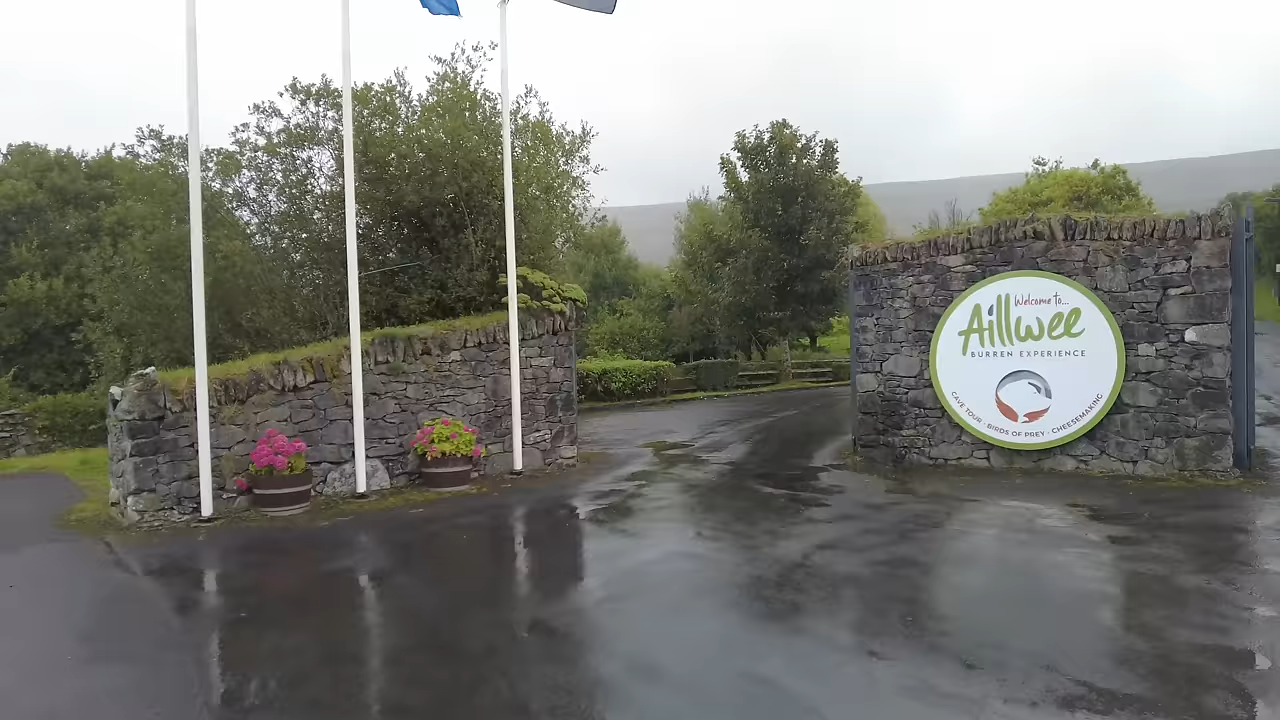 Welcome to...
Aillwee
BURREN EXPERIENCE
CAVE TOUR · BIRDS OF PREY · CHEESEMAKING